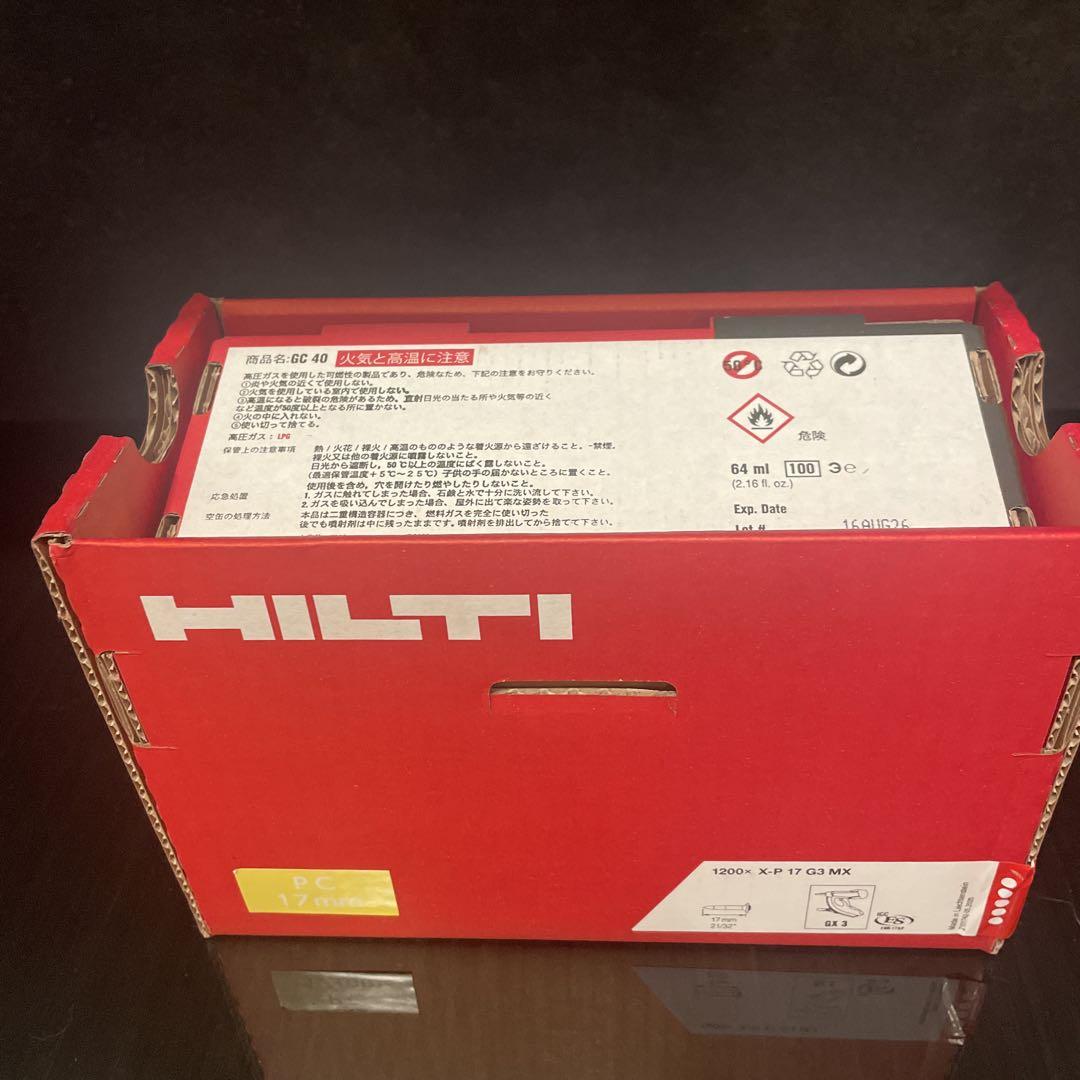 商品名:GC 40 火気と高温に注意
高圧ガスを使用した可燃性の製品であり、危険なため、下記の注意をお守りください。
①炎や火気の近くで使用しない。
②火気を使用している室内で使用しない。
③高温になると破裂の危険があるため、直射日光の当たる所や火気等の近く
など温度が50度以上となる所に置かない。
④火の中に入れない。
⑤使い切って捨てる。
高圧ガス: LPG
保管上の注意事項 熱/火花/裸火/高温のもののような着火源から遠ざけること。-禁煙。
裸火又は他の着火源に噴霧しないこと。
日光から遮断し,50℃以上の温度にばく露しないこと。
(最適保管温度+5℃~25℃)子供の手の届かないところに置くこと。
使用後を含め,穴を開けたり燃やしたりしないこと。
応急処置 1.ガスに触れてしまった場合、石鹸と水で十分に洗い流して下さい。
2.ガスを吸い込んでしまった場合、屋外に出て楽な姿勢を取って下さい。
空缶の処理方法 本品は二重構造容器につき、燃料ガスを完全に使い切った
後でも噴射剤は中に残ったままです。噴射剤を排出してから捨てて下さい。
50°C
危険
64 ml 100 3e
(2.16 fl. oz.)
Exp. Date
Lot #
16AUG26
HILTI
PC
17mm
1200× X-P 17 G3 MX
17mm
21/32"
GX 3
Made in Liechtenstein